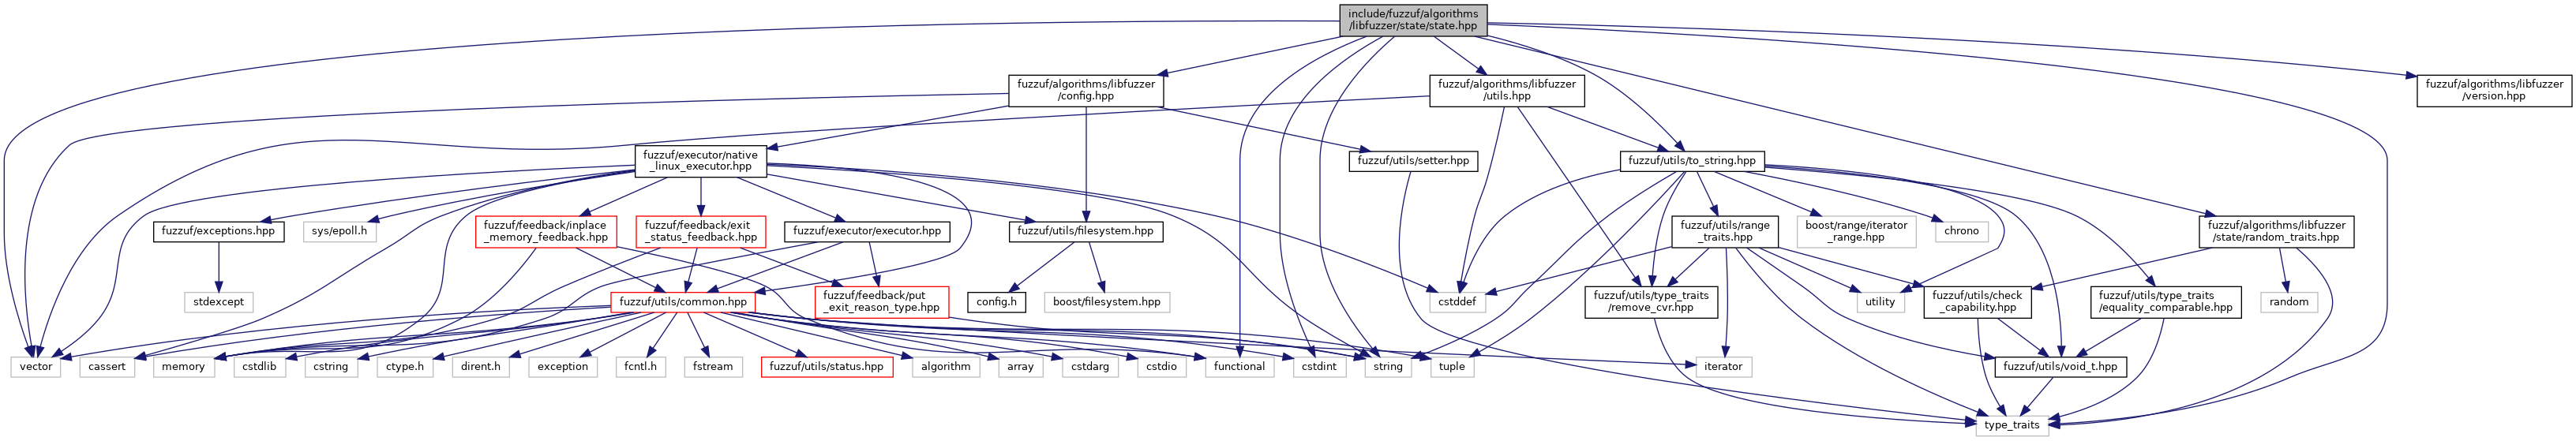 include/fuzzuf/algorithms
/libfuzzer/state/state.hpp
fuzzuf/algorithms/libfuzzer
/config.hpp
fuzzuf/algorithms/libfuzzer
/utils.hpp
fuzzuf/algorithms/libfuzzer
/version.hpp
fuzzuf/executor/native
_linux_executor.hpp
fuzzuf/utils/setter.hpp
fuzzuf/utils/to_string.hpp
fuzzuf/exceptions.hpp
sys/epoll.h
fuzzuf/feedback/inplace
_memory_feedback.hpp
fuzzuf/feedback/exit
_status_feedback.hpp
fuzzuf/executor/executor.hpp
fuzzuf/utils/filesystem.hpp
fuzzuf/utils/range
_traits.hpp
boost/range/iterator
_range.hpp
chrono
fuzzuf/algorithms/libfuzzer
/state/random_traits.hpp
stdexcept
fuzzuf/utils/common.hpp
fuzzuf/feedback/put
_exit_reason_type.hpp
config.h
boost/filesystem.hpp
cstddef
fuzzuf/utils/type_traits
/remove_cvr.hpp
utility
fuzzuf/utils/check
_capability.hpp
fuzzuf/utils/type_traits
/equality_comparable.hpp
random
vector
cassert
memory
cstdlib
cstring
ctype.h
dirent.h
exception
fcntl.h
fstream
fuzzuf/utils/status.hpp
algorithm
array
cstdarg
cstdio
functional
cstdint
string
tuple
iterator
fuzzuf/utils/void_t.hpp
type_traits